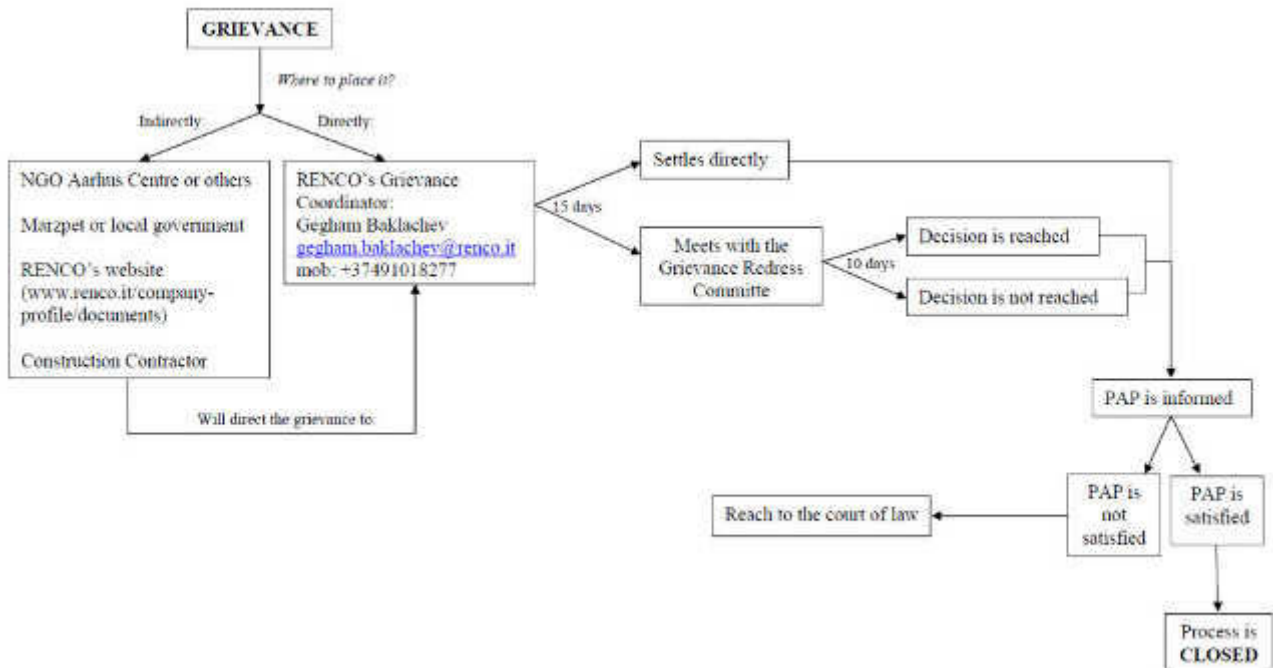 GRIEVANCE
Where to place it?
Indirectly
Directly:
NGO Aarhus Centre or others
Marzpet or local government
RENCO's website
(www.renco.it/company-
profile/documents)
Construction Contractor
RENCO`s Grievance
Coordinator:
Gegham Baklachev
gegham.baklachev@renco.it
mob: +37491018277
Will direct the grievance to:
15 days
Settles directly
Meets with the
Grievance Redress
Committe
10 days
Decision is reached
Decision is not reached
PAP is informed
PAP is
not
satisfied
PAP is
satisfied
Reach to the court of law
Process is
CLOSED